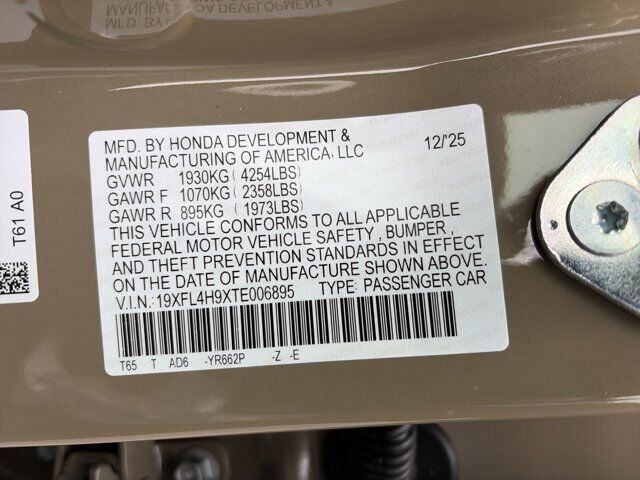 MFD. BY HONDA DEVELOPMENT & 12/'25
MANUFACTURING OF AMERICA, LLC
GVWR 1930KG ( 4254LBS)
GAWR F 1070KG ( 2358LBS)
GAWR R 895KG ( 1973LBS)
THIS VEHICLE CONFORMS TO ALL APPLICABLE
FEDERAL MOTOR VEHICLE SAFETY , BUMPER ,
AND THEFT PREVENTION STANDARDS IN EFFECT
ON THE DATE OF MANUFACTURE SHOWN ABOVE.
V.I.N.: 19XFL4H9XTE006895 TYPE: PASSENGER CAR
T65 T AD6 -YR662P -Z -E
T61 A0